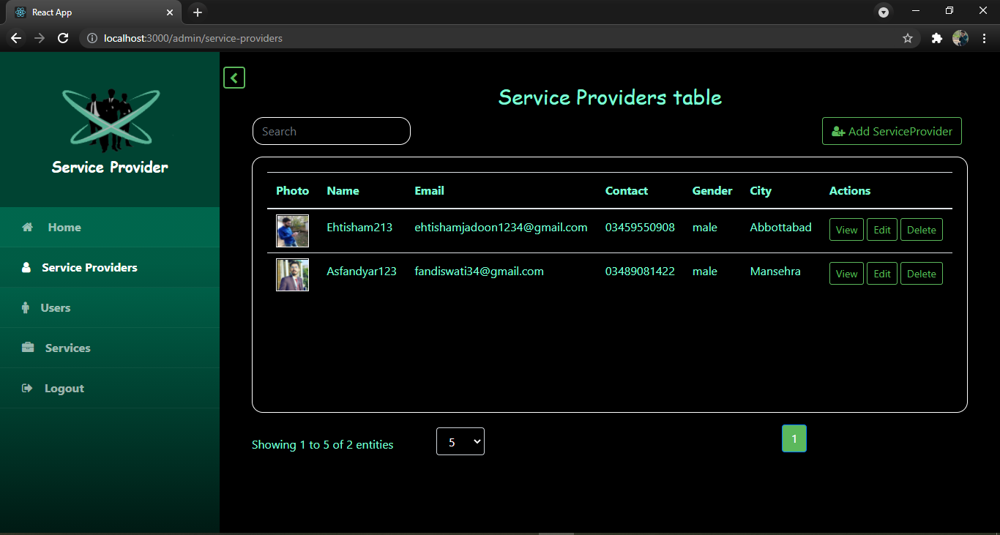 React App
localhost:3000/admin/service-providers
Service Provider
Home
Service Providers
Users
Services
Logout
Service Providers table
Search
Add ServiceProvider
Photo Name Email Contact Gender City Actions
Ehtisham213 ehtishamjadoon1234@gmail.com 03459550908 male Abbottabad View Edit Delete
Asfandyar123 fandiswati34@gmail.com 03489081422 male Mansehra View Edit Delete
Showing 1 to 5 of 2 entities 5 1